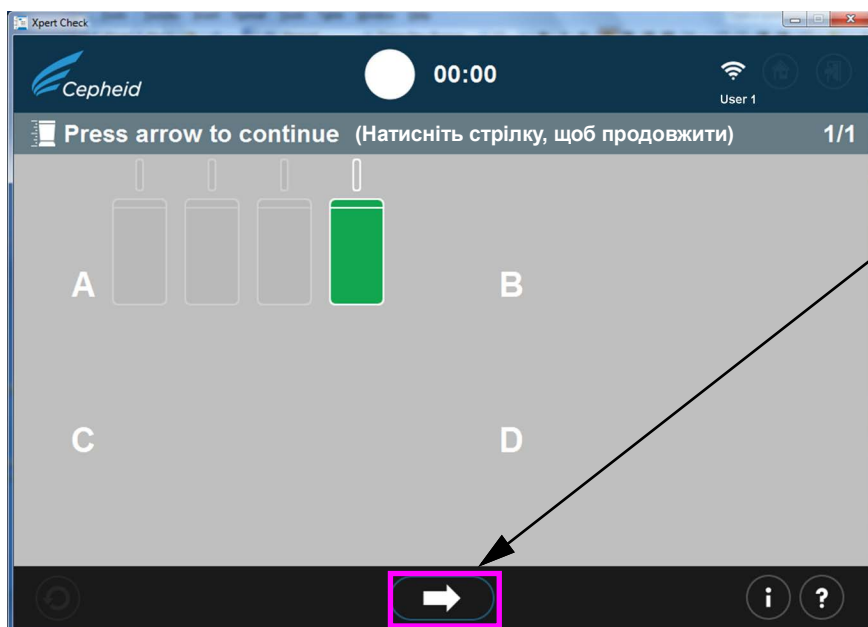 Xpert Check
Cepheid
00:00
User 1
Press arrow to continue (Натисніть стрілку, щоб продовжити) 1/1
A
B
C
D
i ?